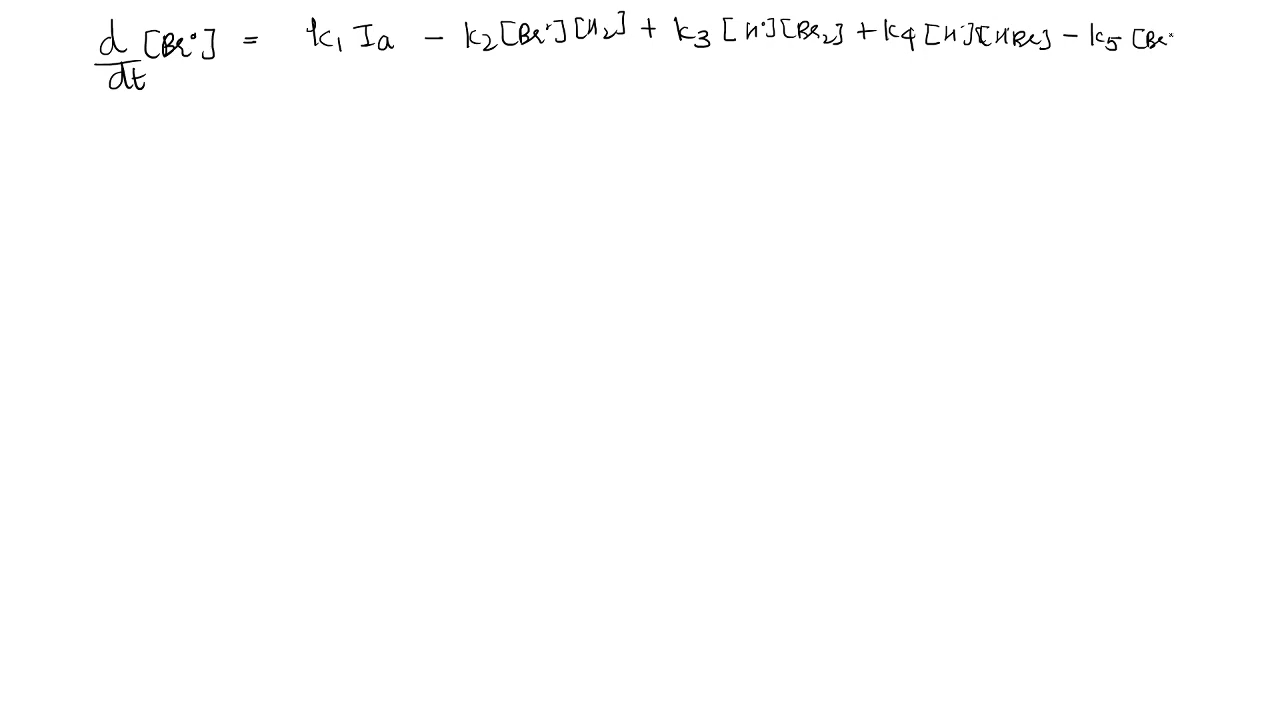 d/dt [Br•] = k₁ Iₐ − k₂ [Br•][H₂] + k₃ [H•][Br₂] + k₄ [H•][HBr] − k₅ [Br•